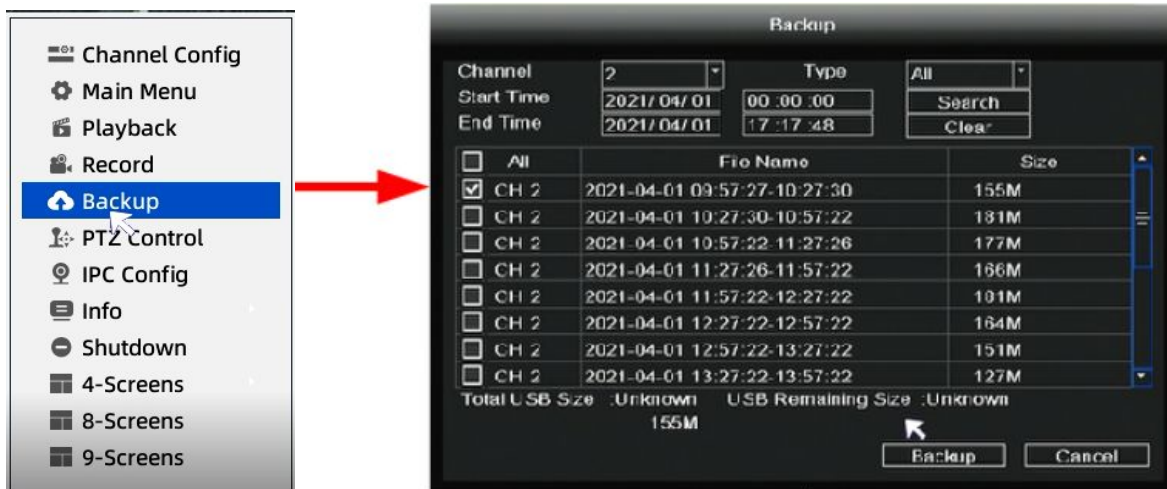 Channel Config
Main Menu
Playback
Record
Backup
PTZ Control
IPC Config
Info
Shutdown
4-Screens
8-Screens
9-Screens
Backup
Channel 2 Type All
Start Time 2021/04/01 00:00:00 Search
End Time 2021/04/01 17:17:48 Clear
All File Name Size
CH 2 2021-04-01 09:57:27-10:27:30 155M
CH 2 2021-04-01 10:27:30-10:57:22 181M
CH 2 2021-04-01 10:57:22-11:27:26 177M
CH 2 2021-04-01 11:27:26-11:57:22 166M
CH 2 2021-04-01 11:57:22-12:27:22 181M
CH 2 2021-04-01 12:27:22-12:57:22 164M
CH 2 2021-04-01 12:57:22-13:27:22 151M
CH 2 2021-04-01 13:27:22-13:57:22 127M
Total USB Size :Unknown USB Remaining Size :Unknown
155M
Backup Cancel